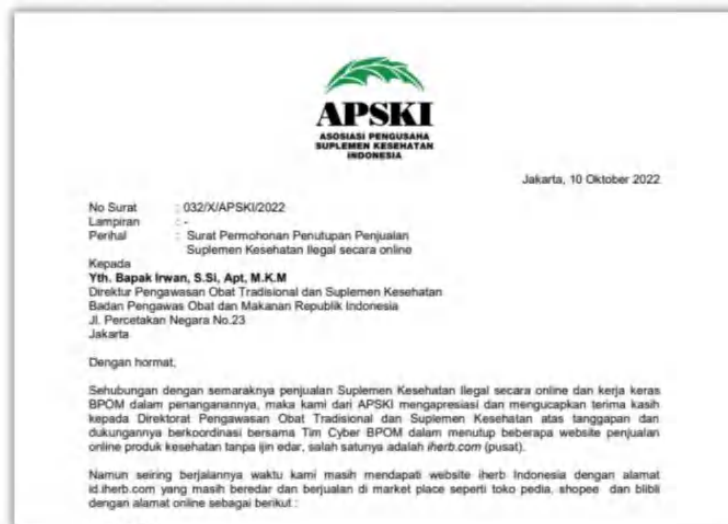 APSKI
ASOSIASI PENGUSAHA
SUPLEMEN KESEHATAN
INDONESIA
Jakarta, 10 Oktober 2022
No Surat : 032/X/APSKI/2022
Lampiran : -
Perihal : Surat Permohonan Penutupan Penjualan
Suplemen Kesehatan Ilegal secara online
Kepada
Yth. Bapak Irwan, S.Si, Apt, M.K.M
Direktur Pengawasan Obat Tradisional dan Suplemen Kesehatan
Badan Pengawas Obat dan Makanan Republik Indonesia
Jl. Percetakan Negara No.23
Jakarta
Dengan hormat,
Sehubungan dengan semaraknya penjualan Suplemen Kesehatan Ilegal secara online dan kerja keras
BPOM dalam penanganannya, maka kami dari APSKI mengapresiasi dan mengucapkan terima kasih
kepada Direktorat Pengawasan Obat Tradisional dan Suplemen Kesehatan atas tanggapan dan
dukungannya berkoordinasi bersama Tim Cyber BPOM dalam menutup beberapa website penjualan
online produk kesehatan tanpa ijin edar, salah satunya adalah iherb.com (pusat).
Namun seiring berjalannya waktu kami masih mendapati website iherb Indonesia dengan alamat
id.iherb.com yang masih beredar dan berjualan di market place seperti toko pedia, shopee dan blibli
dengan alamat online sebagai berikut :